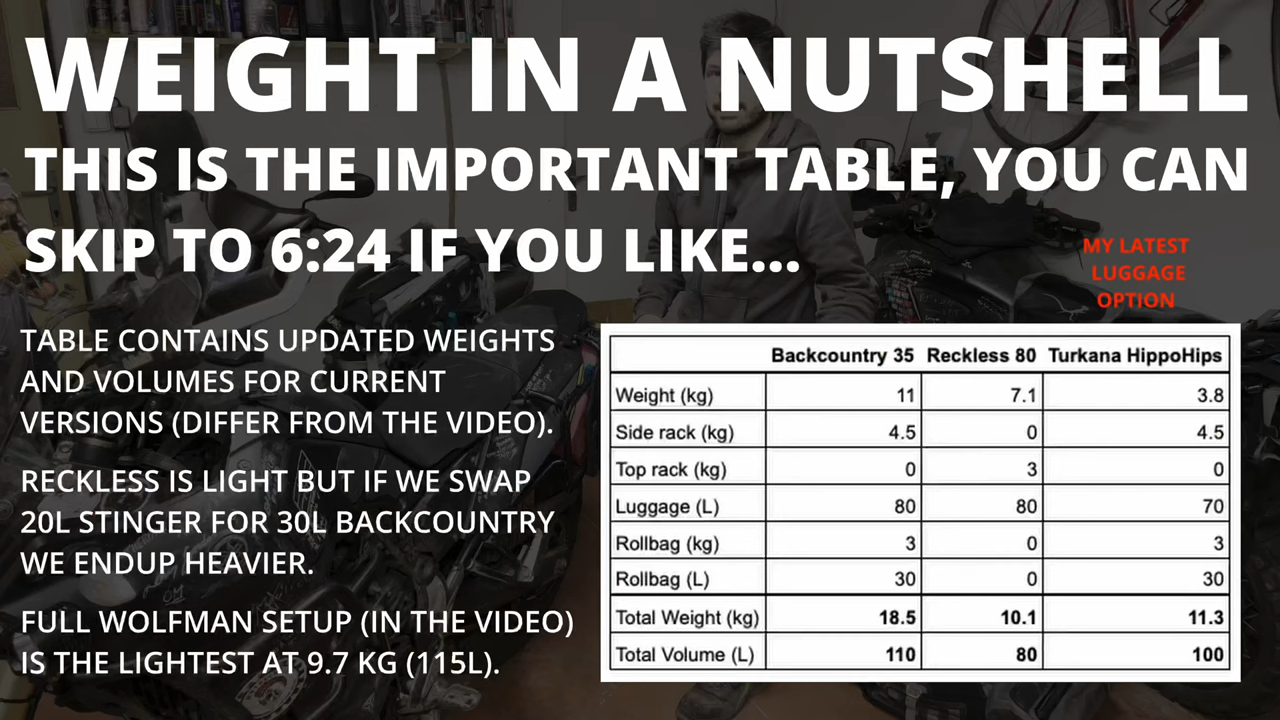 WEIGHT IN A NUTSHELL
THIS IS THE IMPORTANT TABLE, YOU CAN
SKIP TO 6:24 IF YOU LIKE...
MY LATEST
LUGGAGE
OPTION
TABLE CONTAINS UPDATED WEIGHTS
AND VOLUMES FOR CURRENT
VERSIONS (DIFFER FROM THE VIDEO).
RECKLESS IS LIGHT BUT IF WE SWAP
20L STINGER FOR 30L BACKCOUNTRY
WE ENDUP HEAVIER.
FULL WOLFMAN SETUP (IN THE VIDEO)
IS THE LIGHTEST AT 9.7 KG (115L).
Backcountry 35 Reckless 80 Turkana HippoHips
Weight (kg) 11 7.1 3.8
Side rack (kg) 4.5 0 4.5
Top rack (kg) 0 3 0
Luggage (L) 80 80 70
Rollbag (kg) 3 0 3
Rollbag (L) 30 0 30
Total Weight (kg) 18.5 10.1 11.3
Total Volume (L) 110 80 100